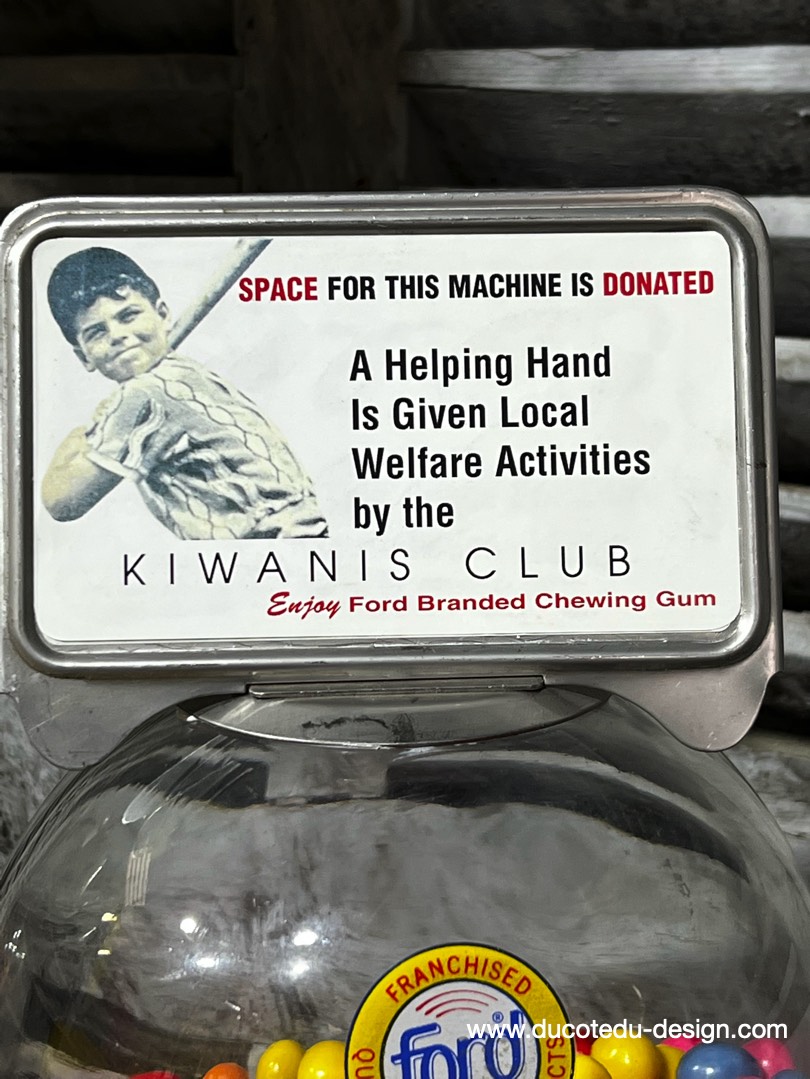 SPACE FOR THIS MACHINE IS DONATED
A Helping Hand
Is Given Local
Welfare Activities
by the
KIWANIS CLUB
Enjoy Ford Branded Chewing Gum
FRANCHISED
ford®
www.ducotedu-design.com